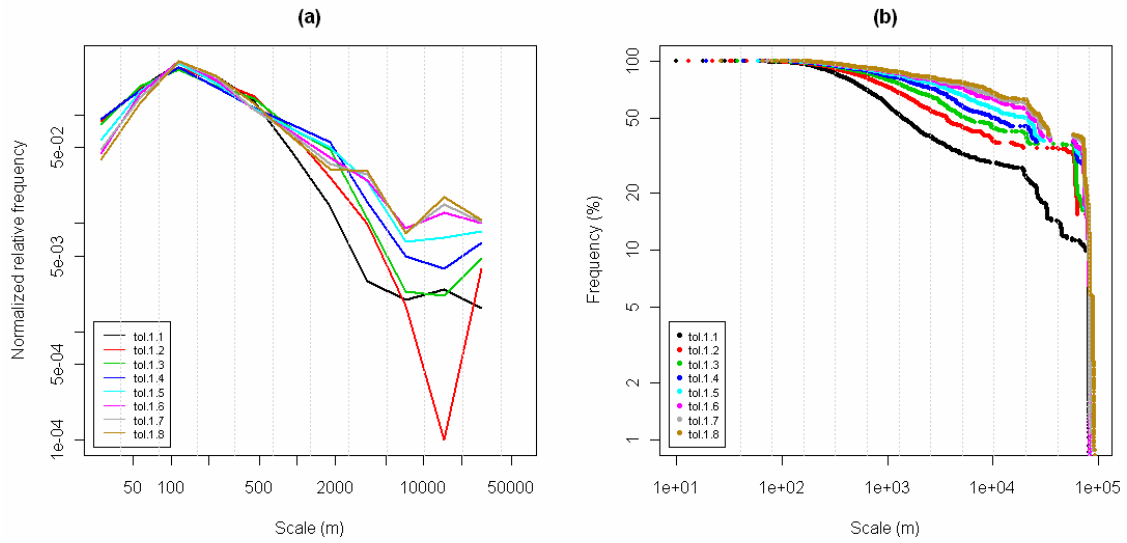 (a)
Normalized relative frequency
5e-02
5e-03
5e-04
1e-04
tol.1.1
tol.1.2
tol.1.3
tol.1.4
tol.1.5
tol.1.6
tol.1.7
tol.1.8
50 100 500 2000 10000 50000
Scale (m)
(b)
Frequency (%)
100
50
20
10
5
2
1
tol.1.1
tol.1.2
tol.1.3
tol.1.4
tol.1.5
tol.1.6
tol.1.7
tol.1.8
1e+01 1e+02 1e+03 1e+04 1e+05
Scale (m)